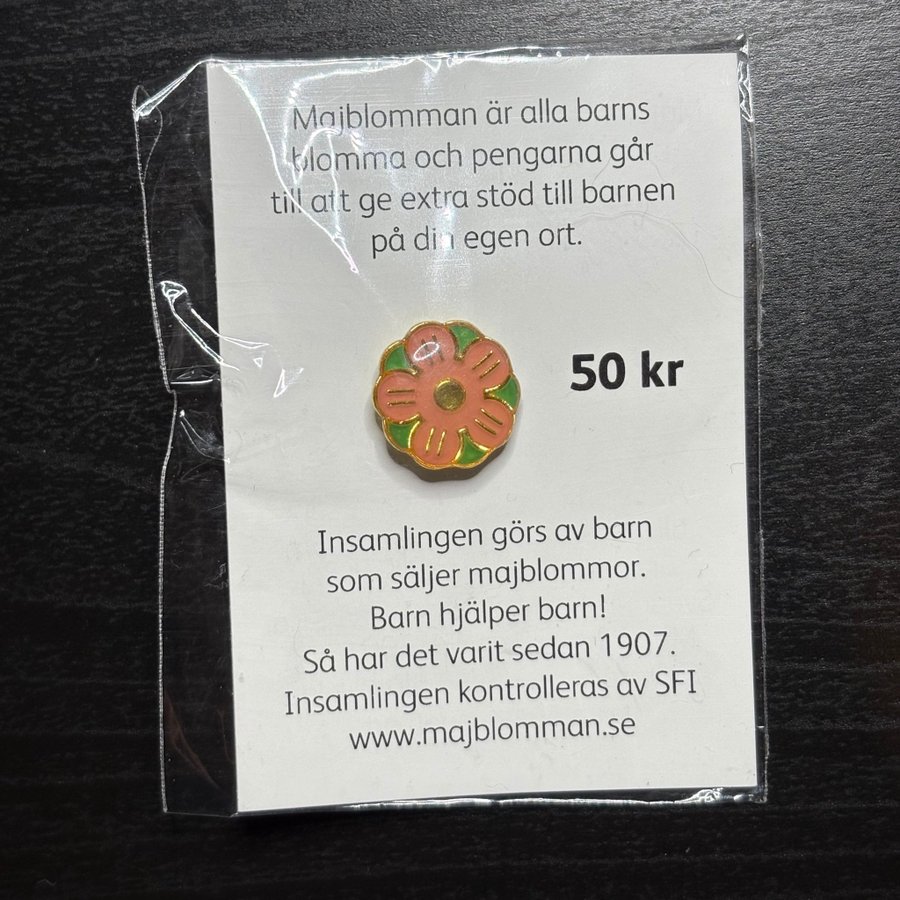 Majblomman är alla barns
blomma och pengarna går
till att ge extra stöd till barnen
på din egen ort.
50 kr
Insamlingen görs av barn
som säljer majblommor.
Barn hjälper barn!
Så har det varit sedan 1907.
Insamlingen kontrolleras av SFI
www.majblomman.se